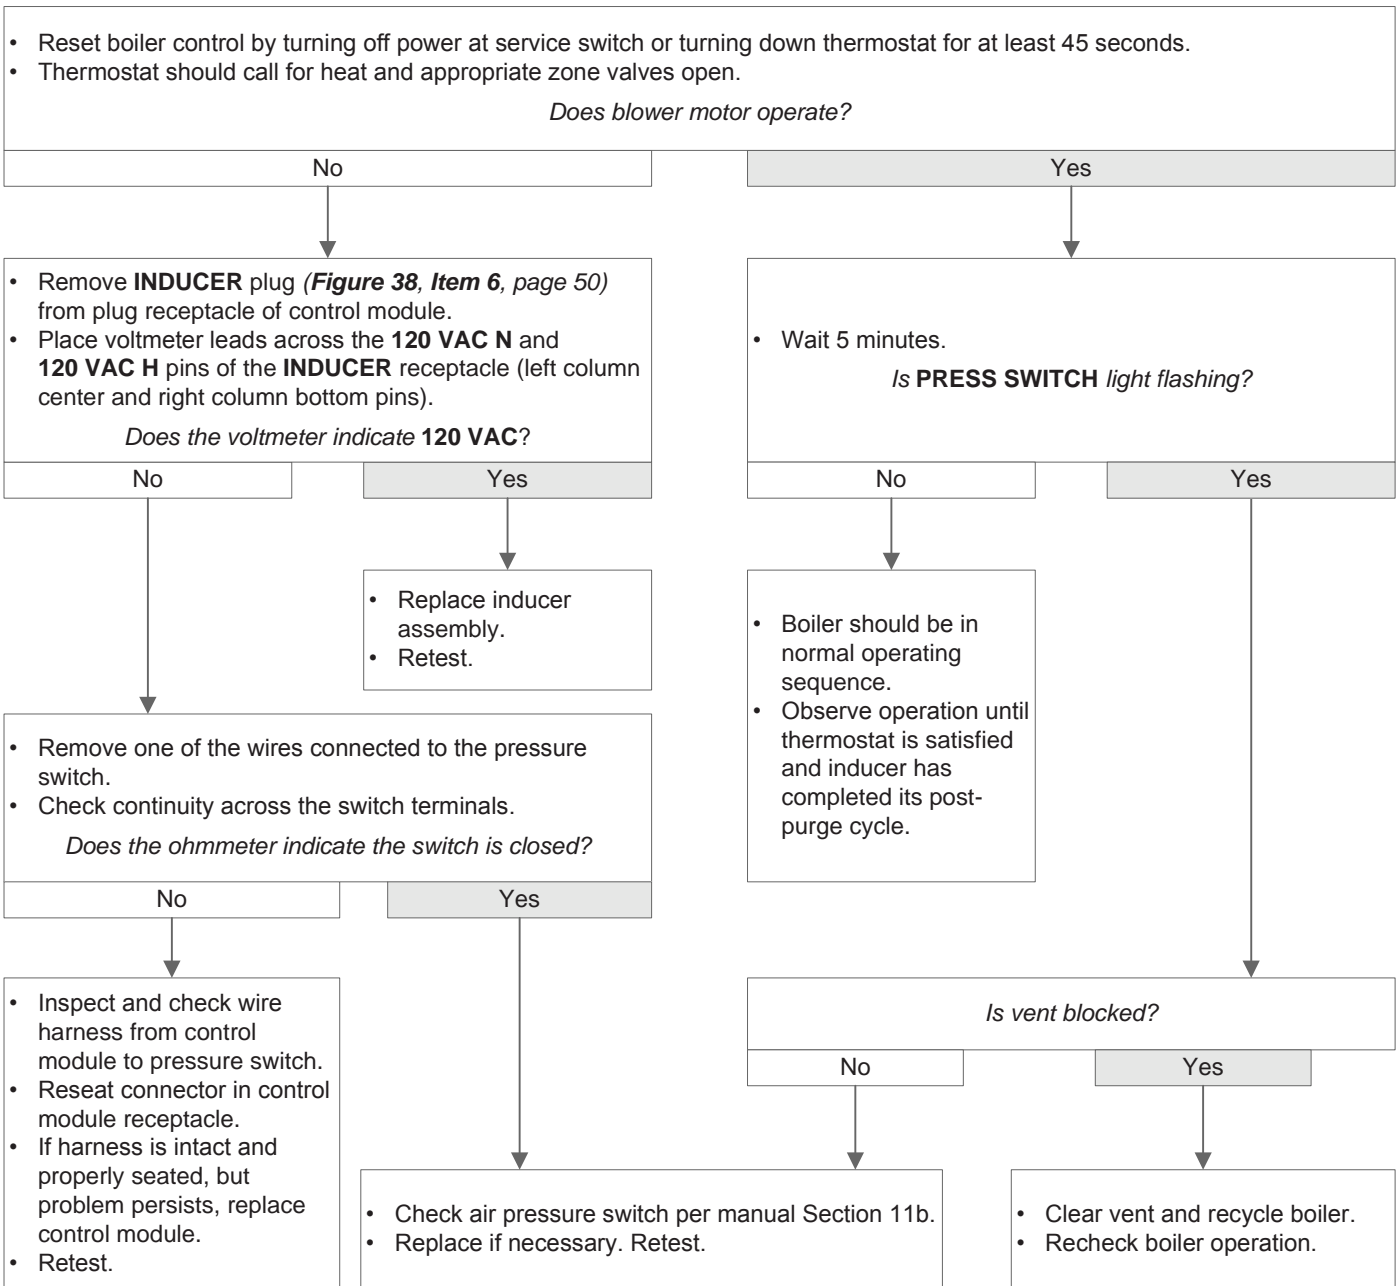 • Reset boiler control by turning off power at service switch or turning down thermostat for at least 45 seconds.
• Thermostat should call for heat and appropriate zone valves open.
Does blower motor operate?
No
Yes
• Remove INDUCER plug (Figure 38, Item 6, page 50)
from plug receptacle of control module.
• Place voltmeter leads across the 120 VAC N and
120 VAC H pins of the INDUCER receptacle (left column
center and right column bottom pins).
Does the voltmeter indicate 120 VAC?
No
Yes
• Wait 5 minutes.
Is PRESS SWITCH light flashing?
No
Yes
• Replace inducer
assembly.
• Retest.
• Boiler should be in
normal operating
sequence.
• Observe operation until
thermostat is satisfied
and inducer has
completed its post-
purge cycle.
• Remove one of the wires connected to the pressure
switch.
• Check continuity across the switch terminals.
Does the ohmmeter indicate the switch is closed?
No
Yes
• Inspect and check wire
harness from control
module to pressure switch.
• Reseat connector in control
module receptacle.
• If harness is intact and
properly seated, but
problem persists, replace
control module.
• Retest.
Is vent blocked?
No
Yes
• Check air pressure switch per manual Section 11b.
• Replace if necessary. Retest.
• Clear vent and recycle boiler.
• Recheck boiler operation.